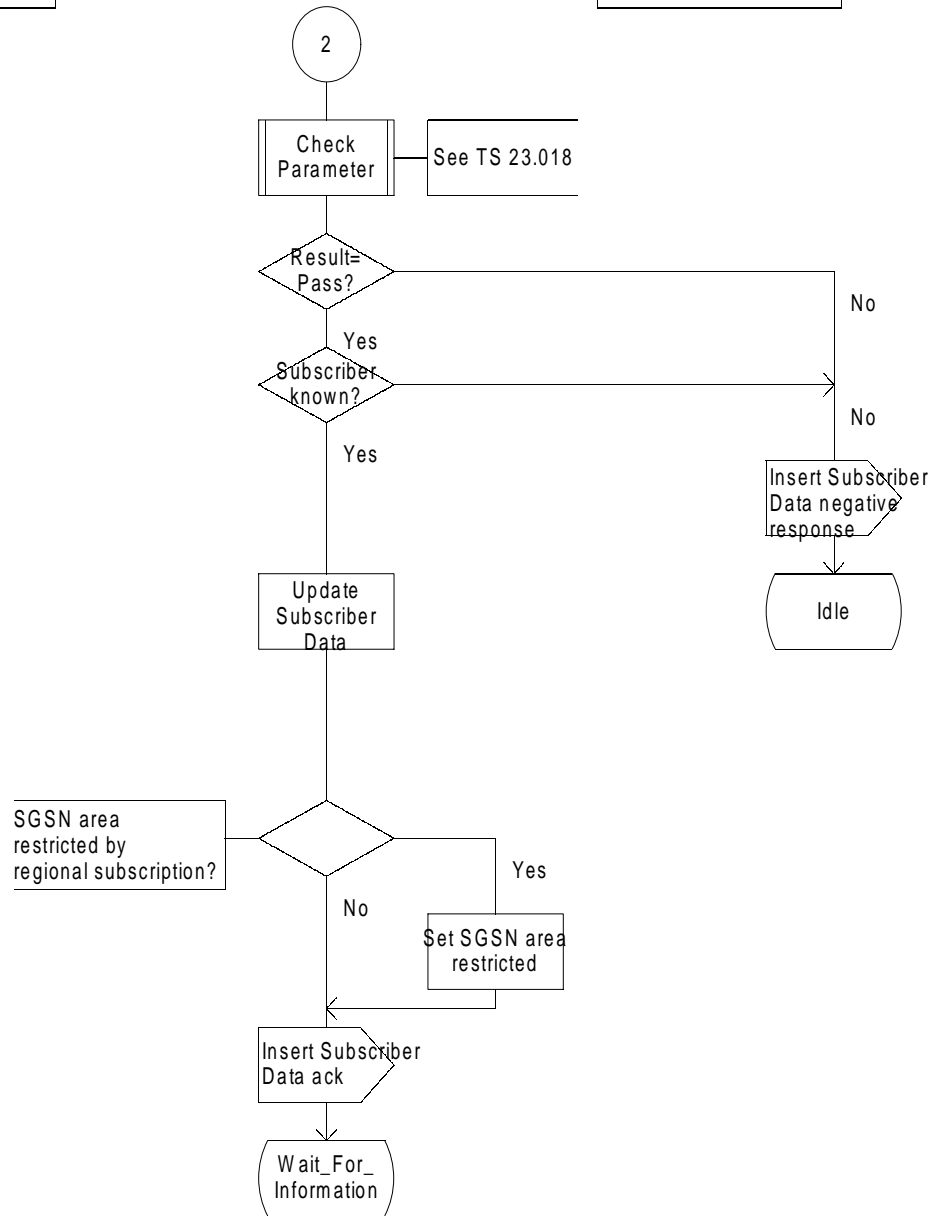 2
Check
Parameter
See TS 23.018
Result=
Pass?
No
Yes
Subscriber
known?
No
Yes
Insert Subscriber
Data negative
response
Update
Subscriber
Data
Idle
SGSN area
restricted by
regional subscription?
Yes
No
Set SGSN area
restricted
Insert Subscriber
Data ack
Wait_For_
Information